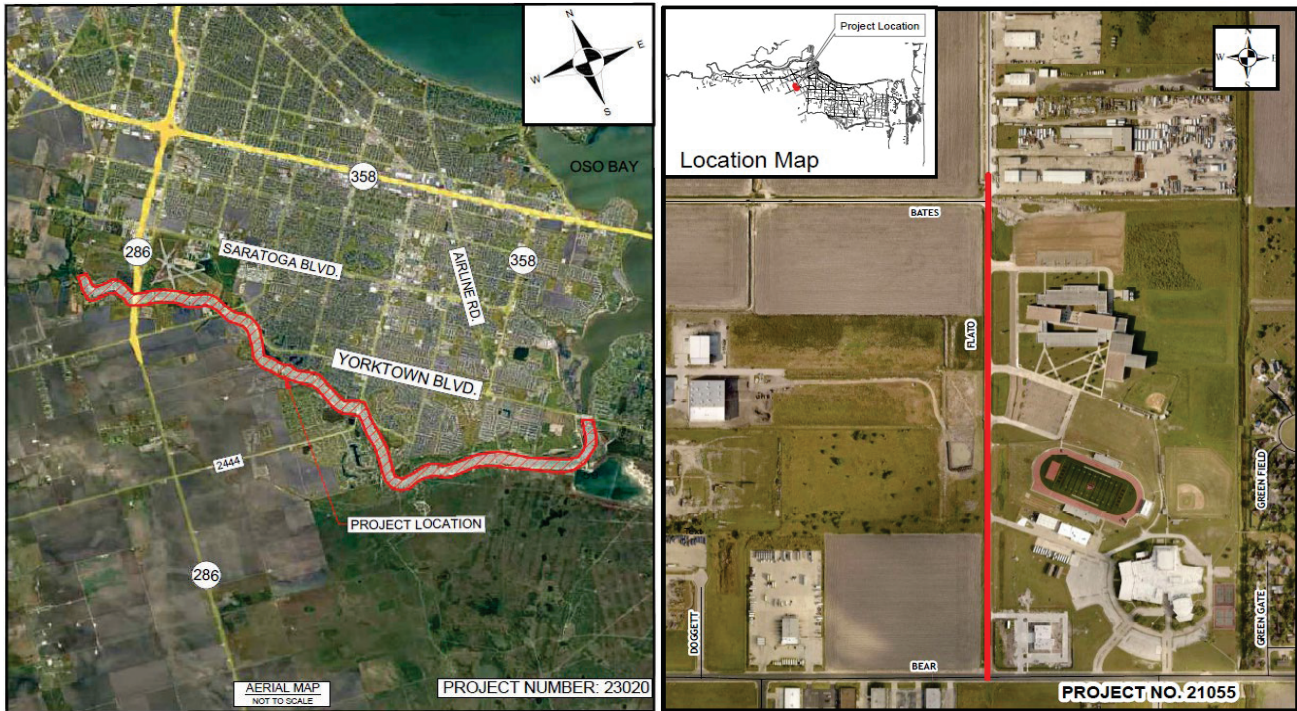 N
W
E
S
OSO BAY
358
286
SARATOGA BLVD.
AIRLINE RD.
358
YORKTOWN BLVD.
2444
PROJECT LOCATION
286
AERIAL MAP
NOT TO SCALE
PROJECT NUMBER: 23020
Project Location
Location Map
N
W
E
S
BATES
FLATO
GREEN FIELD
DOGGETT
GREEN GATE
BEAR
PROJECT NO. 21055